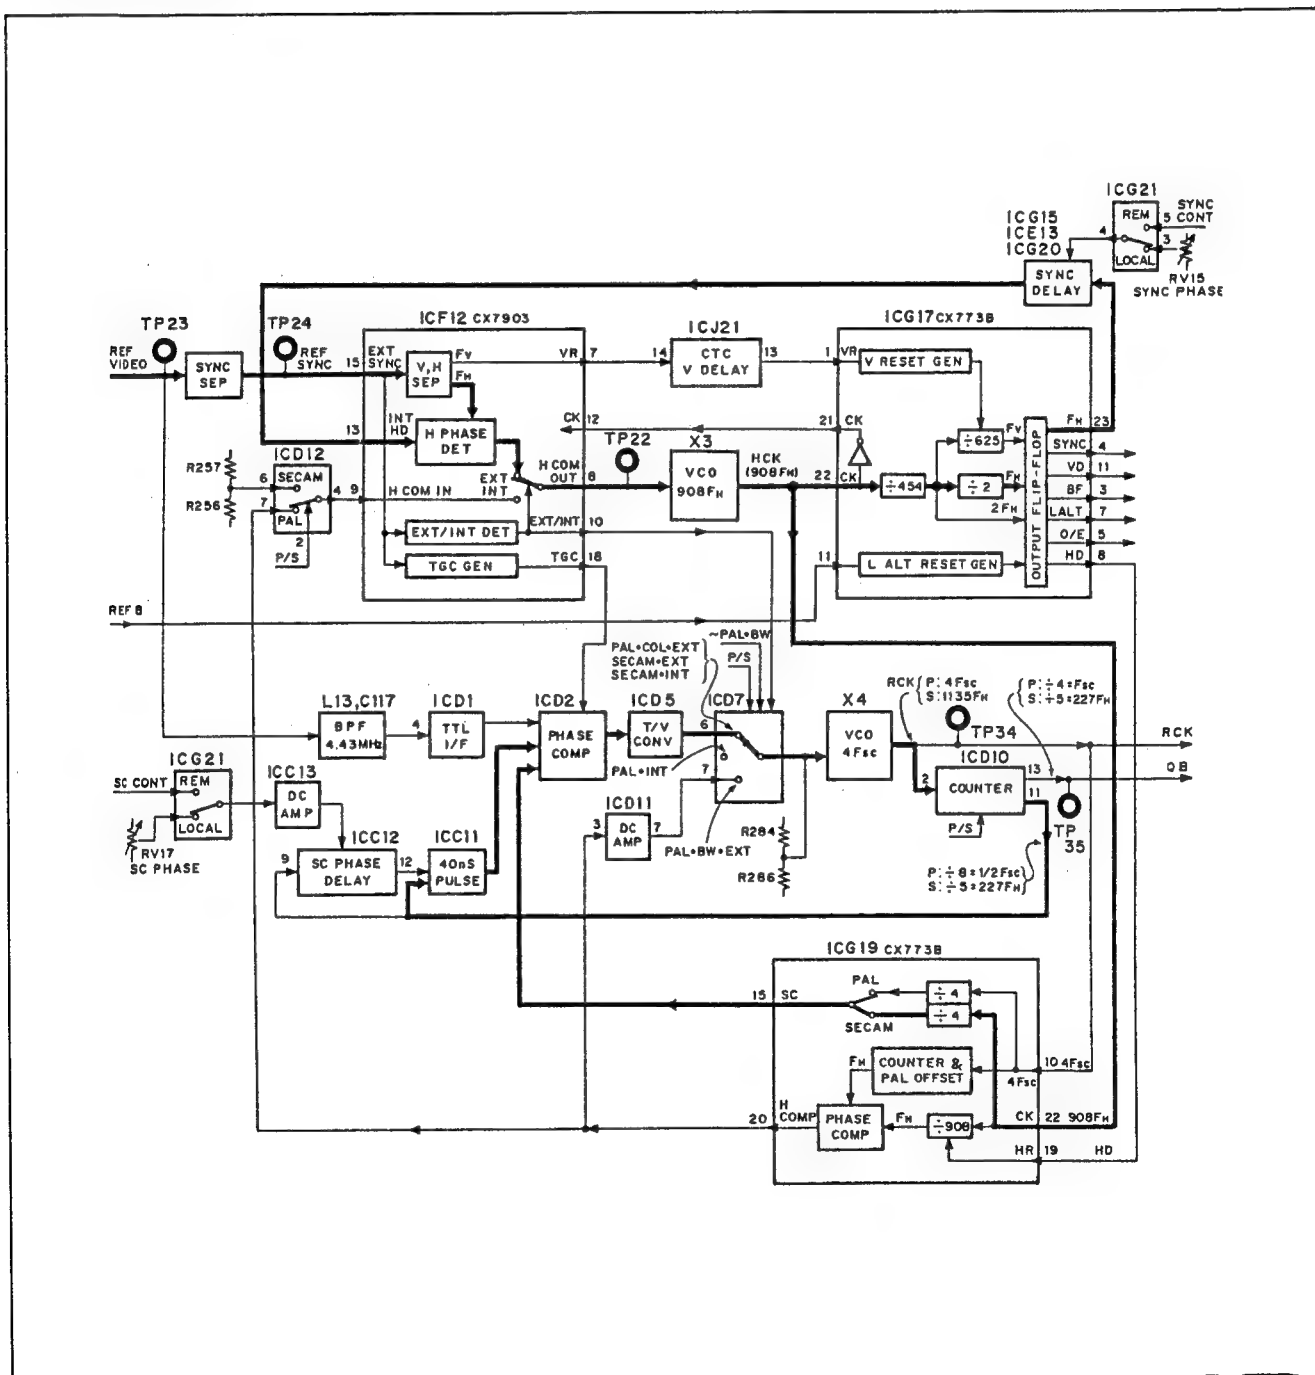 ICG21
REM
5
SYNC
CONT
4
3
LOCAL
RV15
SYNC PHASE
ICG15
ICE13
ICG20
SYNC
DELAY
TP23
REF
VIDEO
SYNC
SEP
TP24
REF
SYNC
15
ICF12 CX7903
EXT
SYNC
V,H
SEP
FV
FH
VR
7
14
ICJ21
CTC
V DELAY
13
1
ICG17 CX773B
VR
V RESET GEN
13
INT
HD
H PHASE
DET
CK
12
21
CK
TP22
X3
VCO
908FH
HCK
(908FH)
22
CK
÷454
÷625
FV
÷2
FH
2FH
OUTPUT FLIP-FLOP
FH
23
SYNC
4
VD
11
BF
3
LALT
7
O/E
5
HD
8
R257
R256
ICD12
SECAM
6
7
PAL
4
9
2
P/S
H COM IN
EXT
INT
H COM
OUT
8
EXT/INT DET
EXT/INT
10
TGC GEN
TGC
18
11
L ALT RESET GEN
REF 8
PAL•COL•EXT
SECAM•EXT
SECAM•INT
~PAL•BW
P/S
L13,C117
BPF
4.43MHz
4
ICD1
TTL
I/F
ICD2
PHASE
COMP
ICD5
T/V
CONV
6
ICD7
7
PAL•INT
PAL•BW•EXT
X4
VCO
4Fsc
RCK
P: 4Fsc
S: 1135FH
TP34
P: ÷4=Fsc
S: ÷5=227FH
RCK
2
ICD10
COUNTER
13
11
QB
P/S
TP
35
P: ÷8=1/2Fsc
S: ÷5=227FH
ICG21
SC CONT
REM
LOCAL
RV17
SC PHASE
ICC13
DC
AMP
9
ICC12
SC PHASE
DELAY
12
ICC11
40nS
PULSE
3
ICD11
DC
AMP
7
R284
R286
ICG19 CX773B
15
SC
PAL
SECAM
÷4
÷4
FH
COUNTER &
PAL OFFSET
4Fsc
10
4Fsc
20
H
COMP
PHASE
COMP
FH
÷908
CK
22
908FH
HR
19
HD